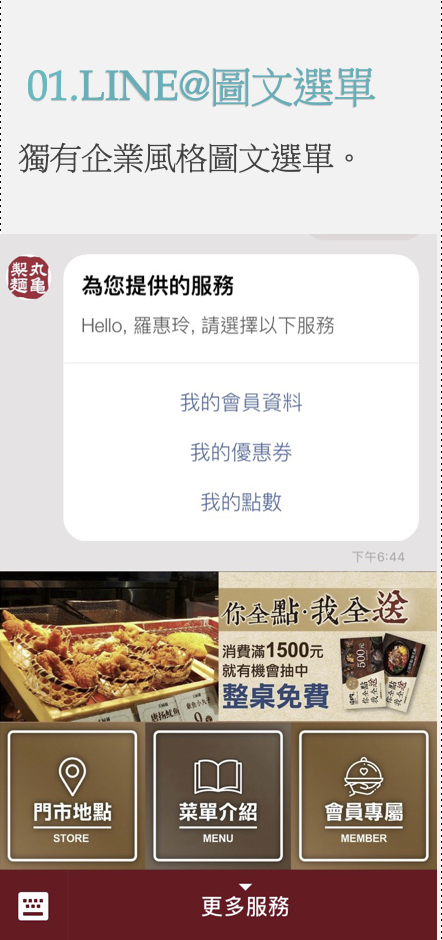 01.LINE@圖文選單
獨有企業風格圖文選單。
丸亀
製麺
為您提供的服務
Hello, 羅惠玲, 請選擇以下服務
我的會員資料
我的優惠券
我的點數
下午6:44
你全點·我全送
消費滿1500元
就有機會抽中
整桌免費
500元
門市地點
STORE
菜單介紹
MENU
會員專屬
MEMBER
更多服務